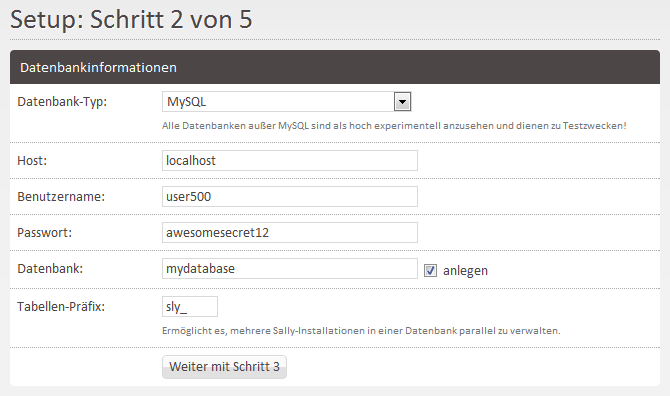 Setup: Schritt 2 von 5
Datenbankinformationen
Datenbank-Typ: MySQL
Alle Datenbanken außer MySQL sind als hoch experimentell anzusehen und dienen zu Testzwecken!
Host: localhost
Benutzername: user500
Passwort: awesomesecret12
Datenbank: mydatabase anlegen
Tabellen-Präfix: sly_
Ermöglicht es, mehrere Sally-Installationen in einer Datenbank parallel zu verwalten.
Weiter mit Schritt 3